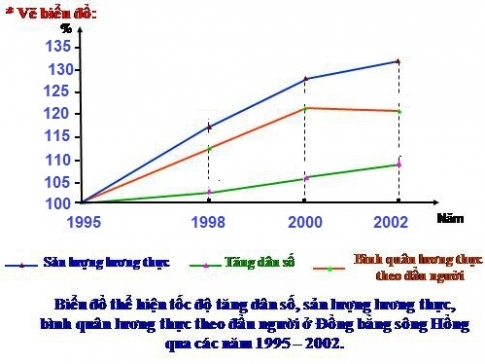 * Vẽ biểu đồ:
%
135
130
125
120
115
110
105
100
1995 1998 2000 2002 Năm
Sản lượng lương thực Tăng dân số Bình quân lương thực theo đầu người
Biểu đồ thể hiện tốc độ tăng dân số, sản lượng lương thực,
bình quân lương thực theo đầu người ở Đồng bằng sông Hồng
qua các năm 1995 – 2002.